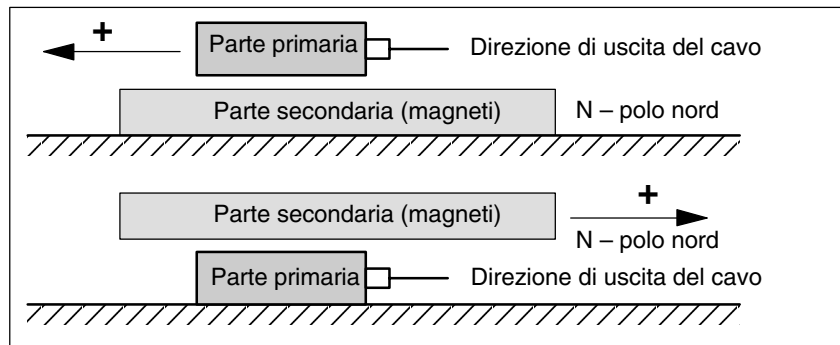 +
Parte primaria
Direzione di uscita del cavo
Parte secondaria (magneti)
N – polo nord
Parte secondaria (magneti)
+
N – polo nord
Parte primaria
Direzione di uscita del cavo